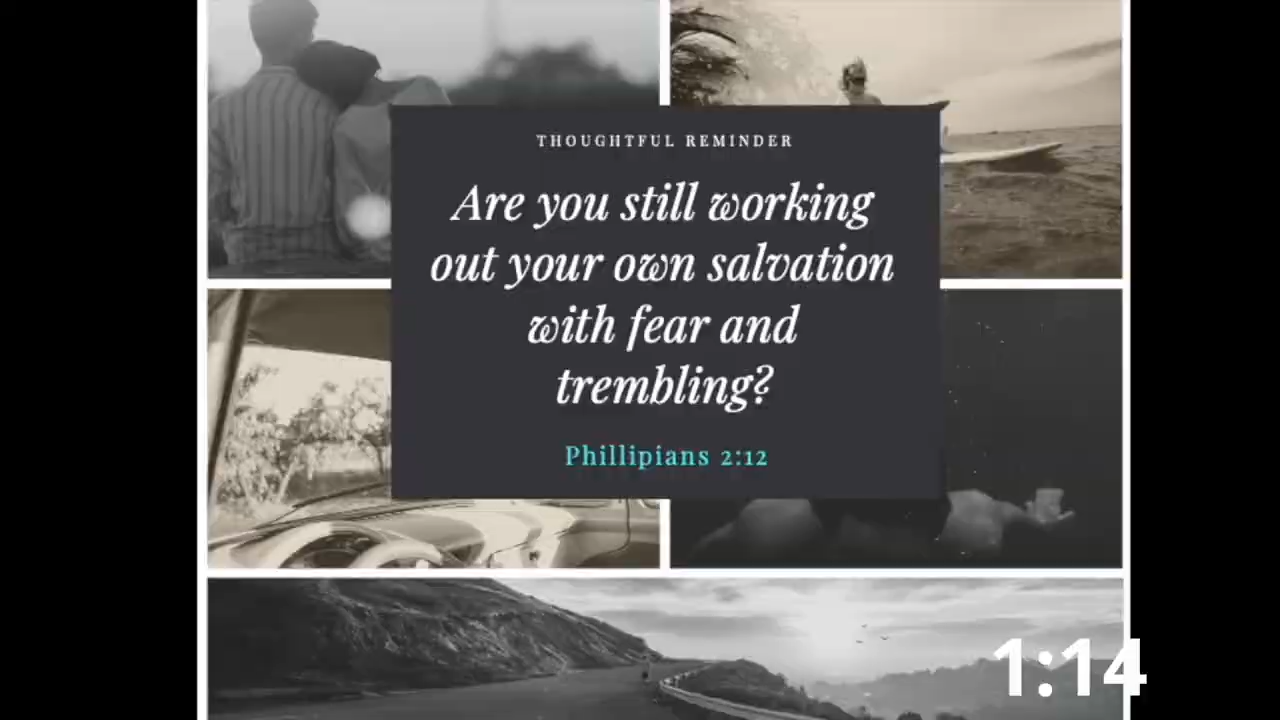 THOUGHTFUL REMINDER
Are you still working
out your own salvation
with fear and
trembling?
Phillipians 2:12
1:14